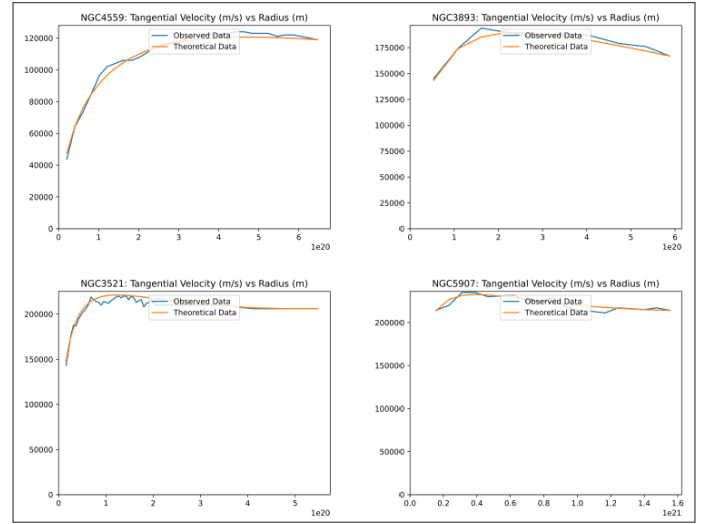 NGC4559: Tangential Velocity (m/s) vs Radius (m)
120000
100000
80000
60000
40000
20000
0
Observed Data
Theoretical Data
0 1 2 3 4 5 6
1e20
NGC3893: Tangential Velocity (m/s) vs Radius (m)
175000
150000
125000
100000
75000
50000
25000
0
Observed Data
Theoretical Data
0 1 2 3 4 5 6
1e20
NGC3521: Tangential Velocity (m/s) vs Radius (m)
200000
150000
100000
50000
0
Observed Data
Theoretical Data
0 1 2 3 4 5
1e20
NGC5907: Tangential Velocity (m/s) vs Radius (m)
200000
150000
100000
50000
0
Observed Data
Theoretical Data
0.0 0.2 0.4 0.6 0.8 1.0 1.2 1.4 1.6
1e21